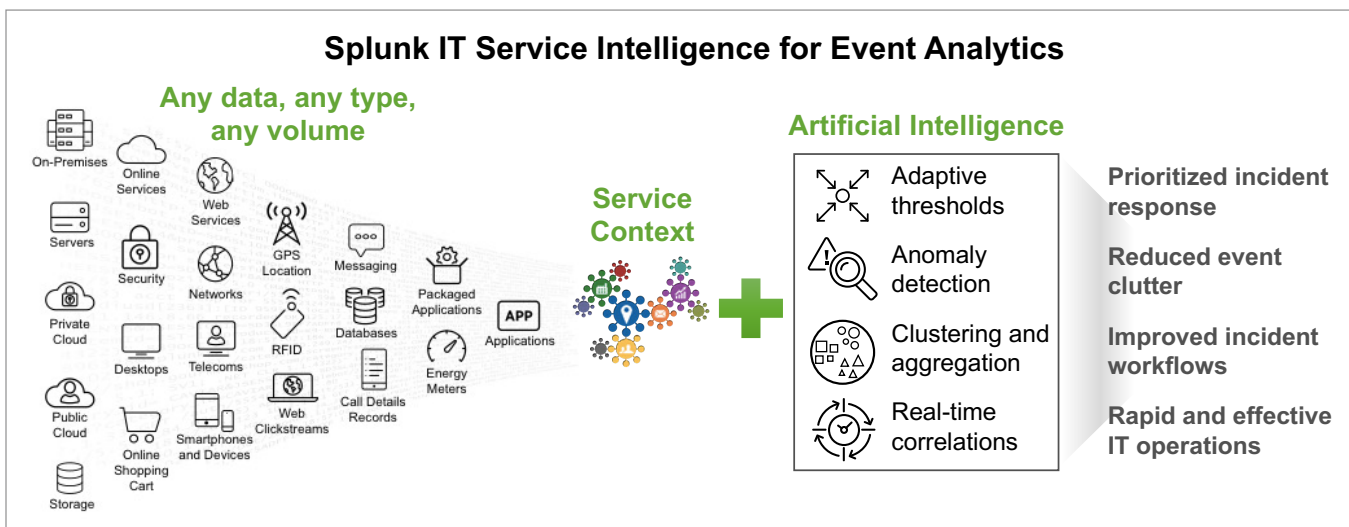 Splunk IT Service Intelligence for Event Analytics
Any data, any type,
any volume
On-Premises
Servers
Private
Cloud
Public
Cloud
Storage
Online
Services
Security
Desktops
Online
Shopping
Cart
Web
Services
Networks
Telecoms
Smartphones
and Devices
GPS
Location
RFID
Web
Clickstreams
Messaging
Databases
Call Details
Records
Packaged
Applications
Energy
Meters
APP
Applications
Service
Context
Artificial Intelligence
Adaptive
thresholds
Anomaly
detection
Clustering and
aggregation
Real-time
correlations
Prioritized incident
response
Reduced event
clutter
Improved incident
workflows
Rapid and effective
IT operations